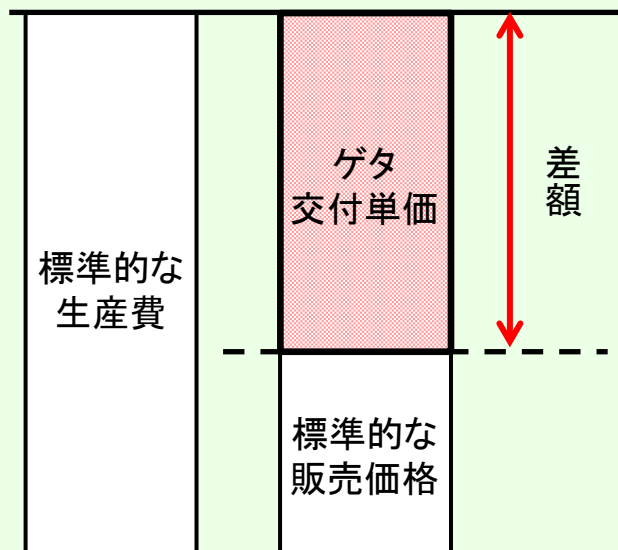 標準的な
生産費
ゲタ
交付単価
標準的な
販売価格
差額